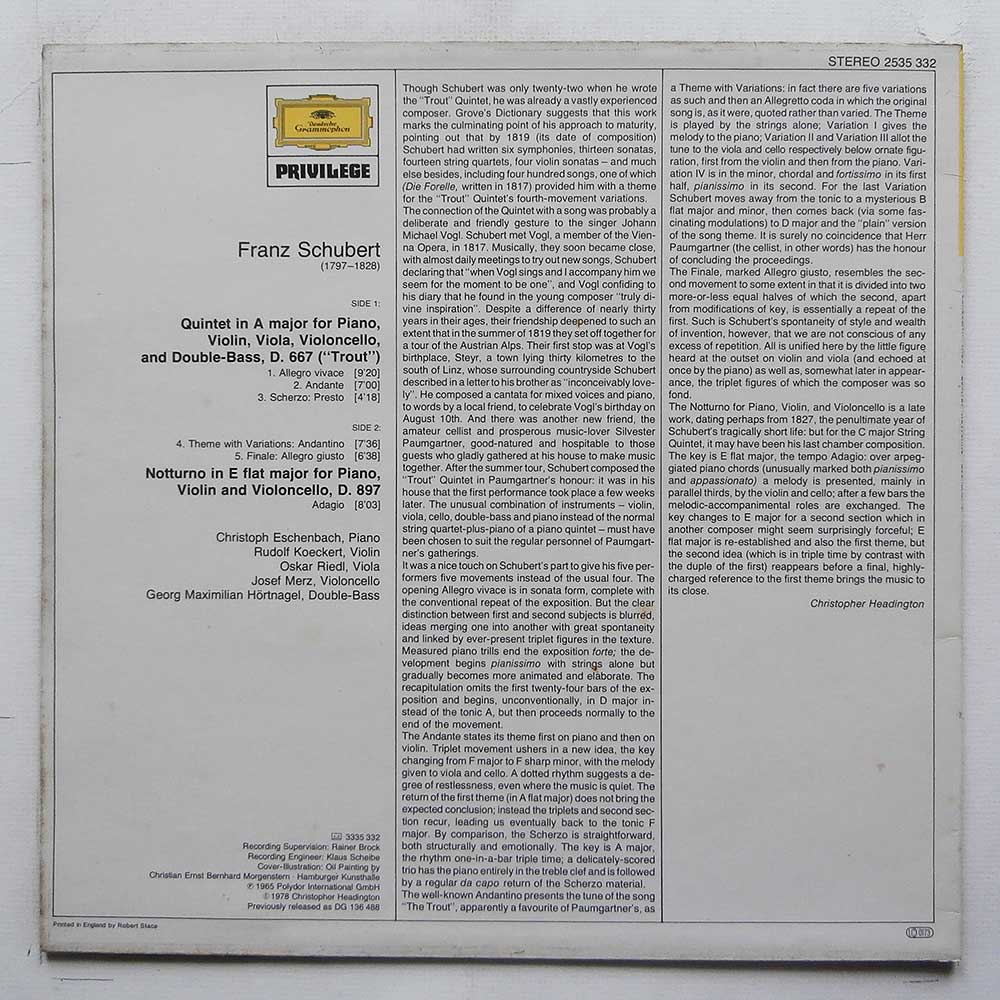 STEREO 2535 332
Deutsche
Grammophon
PRIVILEGE
Franz Schubert
(1797–1828)
SIDE 1:
Quintet in A major for Piano,
Violin, Viola, Violoncello,
and Double-Bass, D. 667 (“Trout”)
1. Allegro vivace [9'20]
2. Andante [7'00]
3. Scherzo: Presto [4'18]
SIDE 2:
4. Theme with Variations: Andantino [7'36]
5. Finale: Allegro giusto [6'38]
Notturno in E flat major for Piano,
Violin and Violoncello, D. 897
Adagio [8'03]
Christoph Eschenbach, Piano
Rudolf Koeckert, Violin
Oskar Riedl, Viola
Josef Merz, Violoncello
Georg Maximilian Hörtnagel, Double-Bass
3335 332
Recording Supervision: Rainer Brock
Recording Engineer: Klaus Scheibe
Cover-Illustration: Oil Painting by
Christian Ernst Bernhard Morgenstern · Hamburger Kunsthalle
℗ 1965 Polydor International GmbH
© 1978 Christopher Headington
Previously released as DG 136 488
Printed in England by Robert Stace
Though Schubert was only twenty-two when he wrote
the “Trout” Quintet, he was already a vastly experienced
composer. Grove's Dictionary suggests that this work
marks the culminating point of his approach to maturity,
pointing out that by 1819 (its date of composition)
Schubert had written six symphonies, thirteen sonatas,
fourteen string quartets, four violin sonatas – and much
else besides, including four hundred songs, one of which
(Die Forelle, written in 1817) provided him with a theme
for the “Trout” Quintet's fourth-movement variations.
The connection of the Quintet with a song was probably a
deliberate and friendly gesture to the singer Johann
Michael Vogl. Schubert met Vogl, a member of the Vien-
na Opera, in 1817. Musically, they soon became close,
with almost daily meetings to try out new songs, Schubert
declaring that “when Vogl sings and I accompany him we
seem for the moment to be one”, and Vogl confiding to
his diary that he found in the young composer “truly di-
vine inspiration”. Despite a difference of nearly thirty
years in their ages, their friendship deepened to such an
extent that in the summer of 1819 they set off together for
a tour of the Austrian Alps. Their first stop was at Vogl's
birthplace, Steyr, a town lying thirty kilometres to the
south of Linz, whose surrounding countryside Schubert
described in a letter to his brother as “inconceivably love-
ly”. He composed a cantata for mixed voices and piano,
to words by a local friend, to celebrate Vogl's birthday on
August 10th. And there was another new friend, the
amateur cellist and prosperous music-lover Silvester
Paumgartner, good-natured and hospitable to those
guests who gladly gathered at his house to make music
together. After the summer tour, Schubert composed the
“Trout” Quintet in Paumgartner's honour: it was in his
house that the first performance took place a few weeks
later. The unusual combination of instruments – violin,
viola, cello, double-bass and piano instead of the normal
string quartet-plus-piano of a piano quintet – must have
been chosen to suit the regular personnel of Paumgart-
ner's gatherings.
It was a nice touch on Schubert's part to give his five per-
formers five movements instead of the usual four. The
opening Allegro vivace is in sonata form, complete with
the conventional repeat of the exposition. But the clear
distinction between first and second subjects is blurred,
ideas merging one into another with great spontaneity
and linked by ever-present triplet figures in the texture.
Measured piano trills end the exposition forte; the de-
velopment begins pianissimo with strings alone but
gradually becomes more animated and elaborate. The
recapitulation omits the first twenty-four bars of the ex-
position and begins, unconventionally, in D major in-
stead of the tonic A, but then proceeds normally to the
end of the movement.
The Andante states its theme first on piano and then on
violin. Triplet movement ushers in a new idea, the key
changing from F major to F sharp minor, with the melody
given to viola and cello. A dotted rhythm suggests a de-
gree of restlessness, even where the music is quiet. The
return of the first theme (in A flat major) does not bring the
expected conclusion; instead the triplets and second sec-
tion recur, leading us eventually back to the tonic F
major. By comparison, the Scherzo is straightforward,
both structurally and emotionally. The key is A major,
the rhythm one-in-a-bar triple time; a delicately-scored
trio has the piano entirely in the treble clef and is followed
by a regular da capo return of the Scherzo material.
The well-known Andantino presents the tune of the song
“The Trout”, apparently a favourite of Paumgartner's, as
a Theme with Variations: in fact there are five variations
as such and then an Allegretto coda in which the original
song is, as it were, quoted rather than varied. The Theme
is played by the strings alone; Variation I gives the
melody to the piano; Variation II and Variation III allot the
tune to the viola and cello respectively below ornate figu-
ration, first from the violin and then from the piano. Vari-
ation IV is in the minor, chordal and fortissimo in its first
half, pianissimo in its second. For the last Variation
Schubert moves away from the tonic to a mysterious B
flat major and minor, then comes back (via some fas-
cinating modulations) to D major and the “plain” version
of the song theme. It is surely no coincidence that Herr
Paumgartner (the cellist, in other words) has the honour
of concluding the proceedings.
The Finale, marked Allegro giusto, resembles the sec-
ond movement to some extent in that it is divided into two
more-or-less equal halves of which the second, apart
from modifications of key, is essentially a repeat of the
first. Such is Schubert's spontaneity of style and wealth
of invention, however, that we are not conscious of any
excess of repetition. All is unified here by the little figure
heard at the outset on violin and viola (and echoed at
once by the piano) as well as, somewhat later in appear-
ance, the triplet figures of which the composer was so
fond.
The Notturno for Piano, Violin, and Violoncello is a late
work, dating perhaps from 1827, the penultimate year of
Schubert's tragically short life: but for the C major String
Quintet, it may have been his last chamber composition.
The key is E flat major, the tempo Adagio: over arpeg-
giated piano chords (unusually marked both pianissimo
and appassionato) a melody is presented, mainly in
parallel thirds, by the violin and cello; after a few bars the
melodic-accompanimental roles are exchanged. The
key changes to E major for a second section which in
another composer might seem surprisingly forceful; E
flat major is re-established and also the first theme, but
the second idea (which is in triple time by contrast with
the duple of the first) reappears before a final, highly-
charged reference to the first theme brings the music to
its close.
Christopher Headington